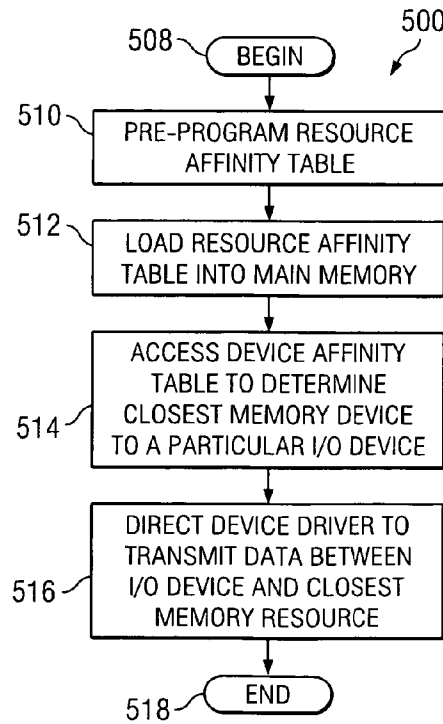 500
508
BEGIN
510
PRE-PROGRAM RESOURCE
AFFINITY TABLE
512
LOAD RESOURCE AFFINITY
TABLE INTO MAIN MEMORY
514
ACCESS DEVICE AFFINITY
TABLE TO DETERMINE
CLOSEST MEMORY DEVICE
TO A PARTICULAR I/O DEVICE
516
DIRECT DEVICE DRIVER TO
TRANSMIT DATA BETWEEN
I/O DEVICE AND CLOSEST
MEMORY RESOURCE
518
END